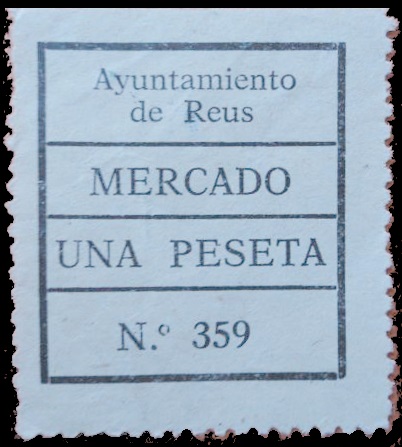 Ayuntamiento
de Reus
MERCADO
UNA PESETA
N.º 359